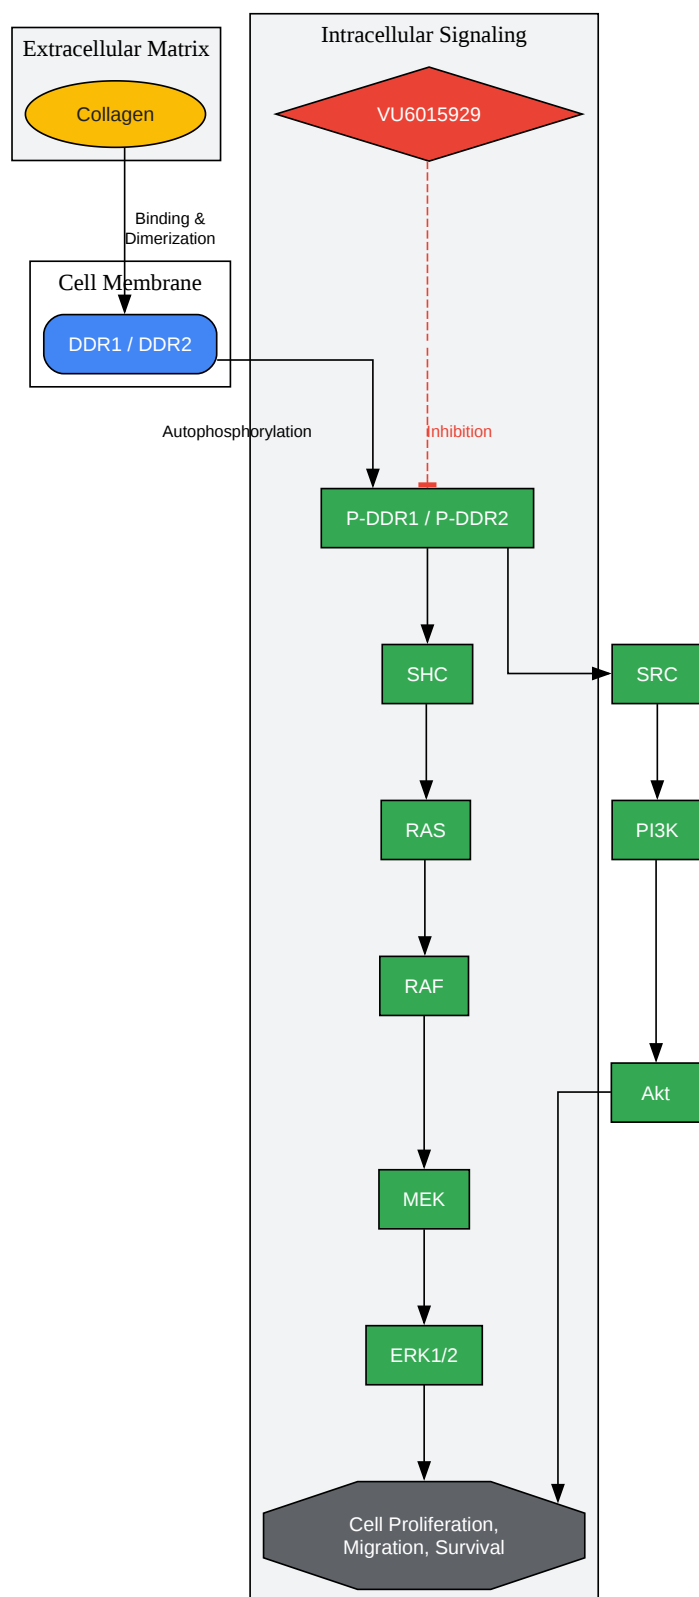 Intracellular Signaling
Extracellular Matrix
Collagen
VU6015929
Binding &
Dimerization
Cell Membrane
DDR1 / DDR2
Autophosphorylation
Inhibition
P-DDR1 / P-DDR2
SHC
SRC
RAS
PI3K
RAF
Akt
MEK
ERK1/2
Cell Proliferation,
Migration, Survival